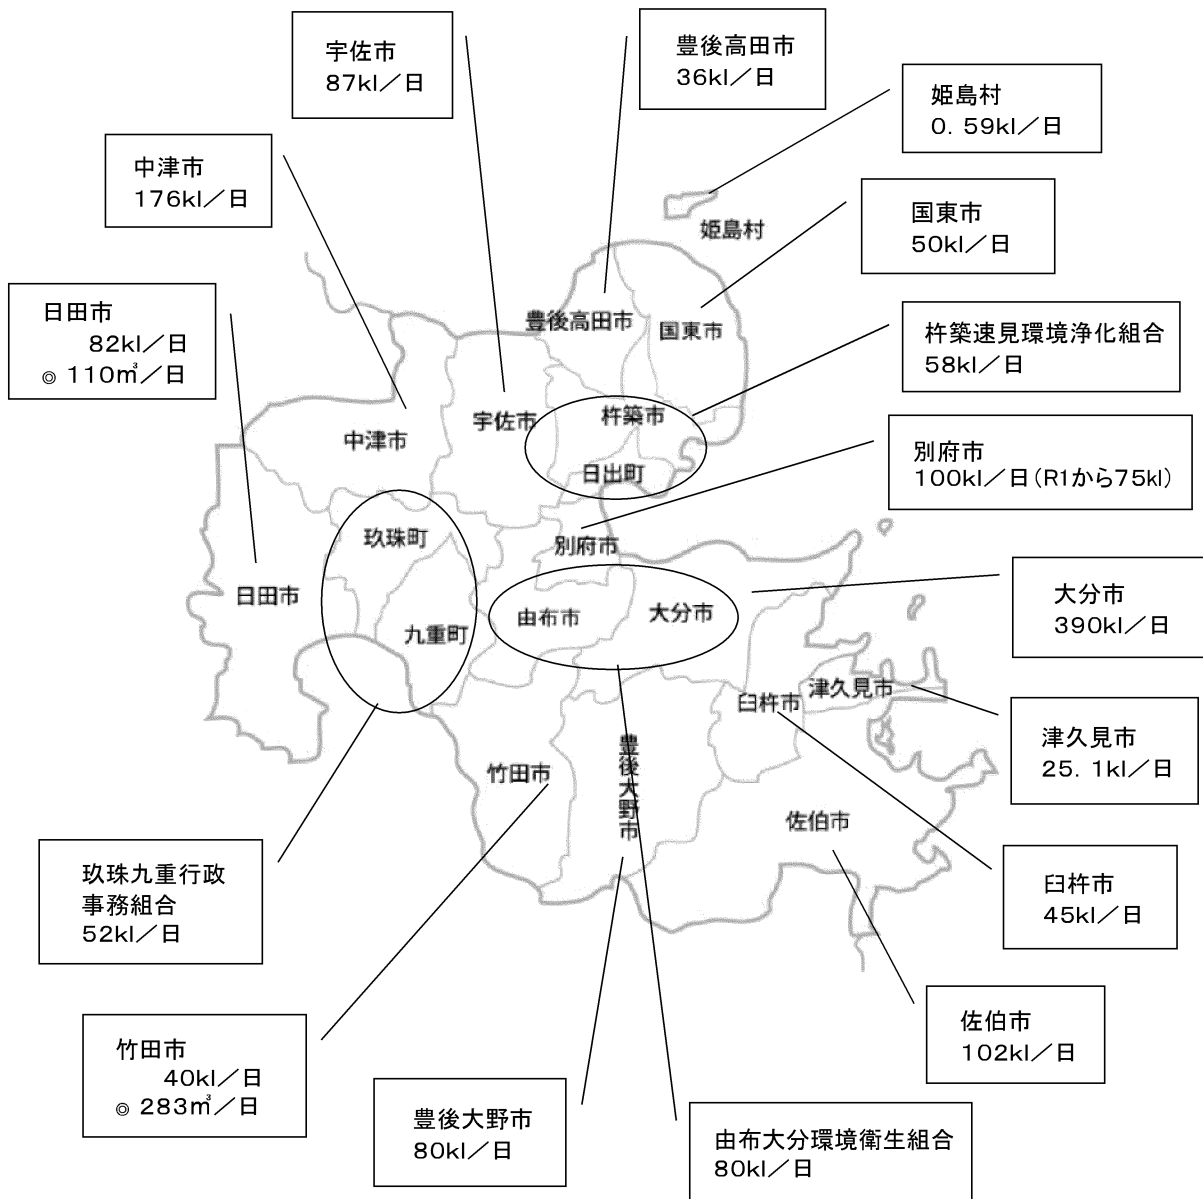 宇佐市
87kl／日
豊後高田市
36kl／日
姫島村
0．59kl／日
中津市
176kl／日
国東市
50kl／日
姫島村
日田市
82kl／日
◎ 110㎥／日
豊後高田市
国東市
杵築速見環境浄化組合
58kl／日
中津市
宇佐市
杵築市
日出町
別府市
100kl／日（R1から75kl）
玖珠町
別府市
日田市
九重町
由布市
大分市
大分市
390kl／日
臼杵市
津久見市
津久見市
25．1kl／日
竹田市
豊後大野市
佐伯市
玖珠九重行政
事務組合
52kl／日
臼杵市
45kl／日
佐伯市
102kl／日
竹田市
40kl／日
◎ 283㎥／日
豊後大野市
80kl／日
由布大分環境衛生組合
80kl／日